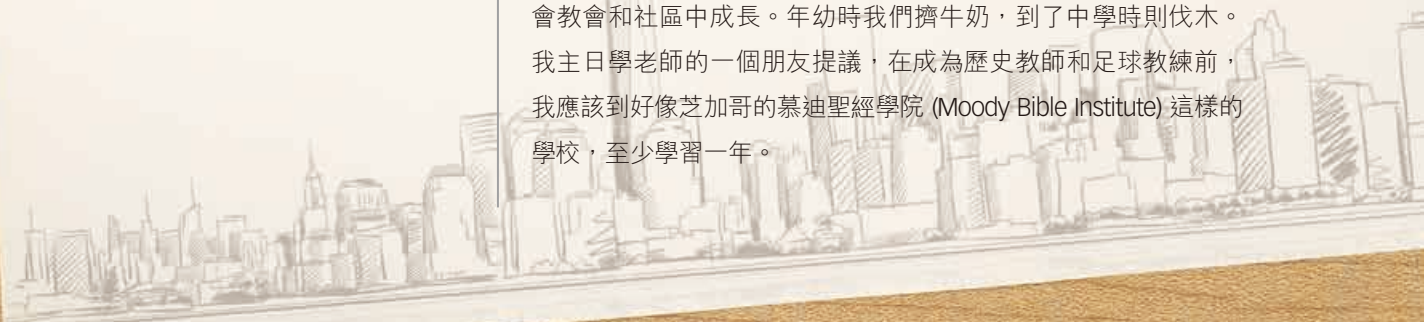 會教會和社區中成長。年幼時我們擠牛奶，到了中學時則伐木。
我主日學老師的一個朋友提議，在成為歷史教師和足球教練前，
我應該到好像芝加哥的慕迪聖經學院 (Moody Bible Institute) 這樣的
學校，至少學習一年。